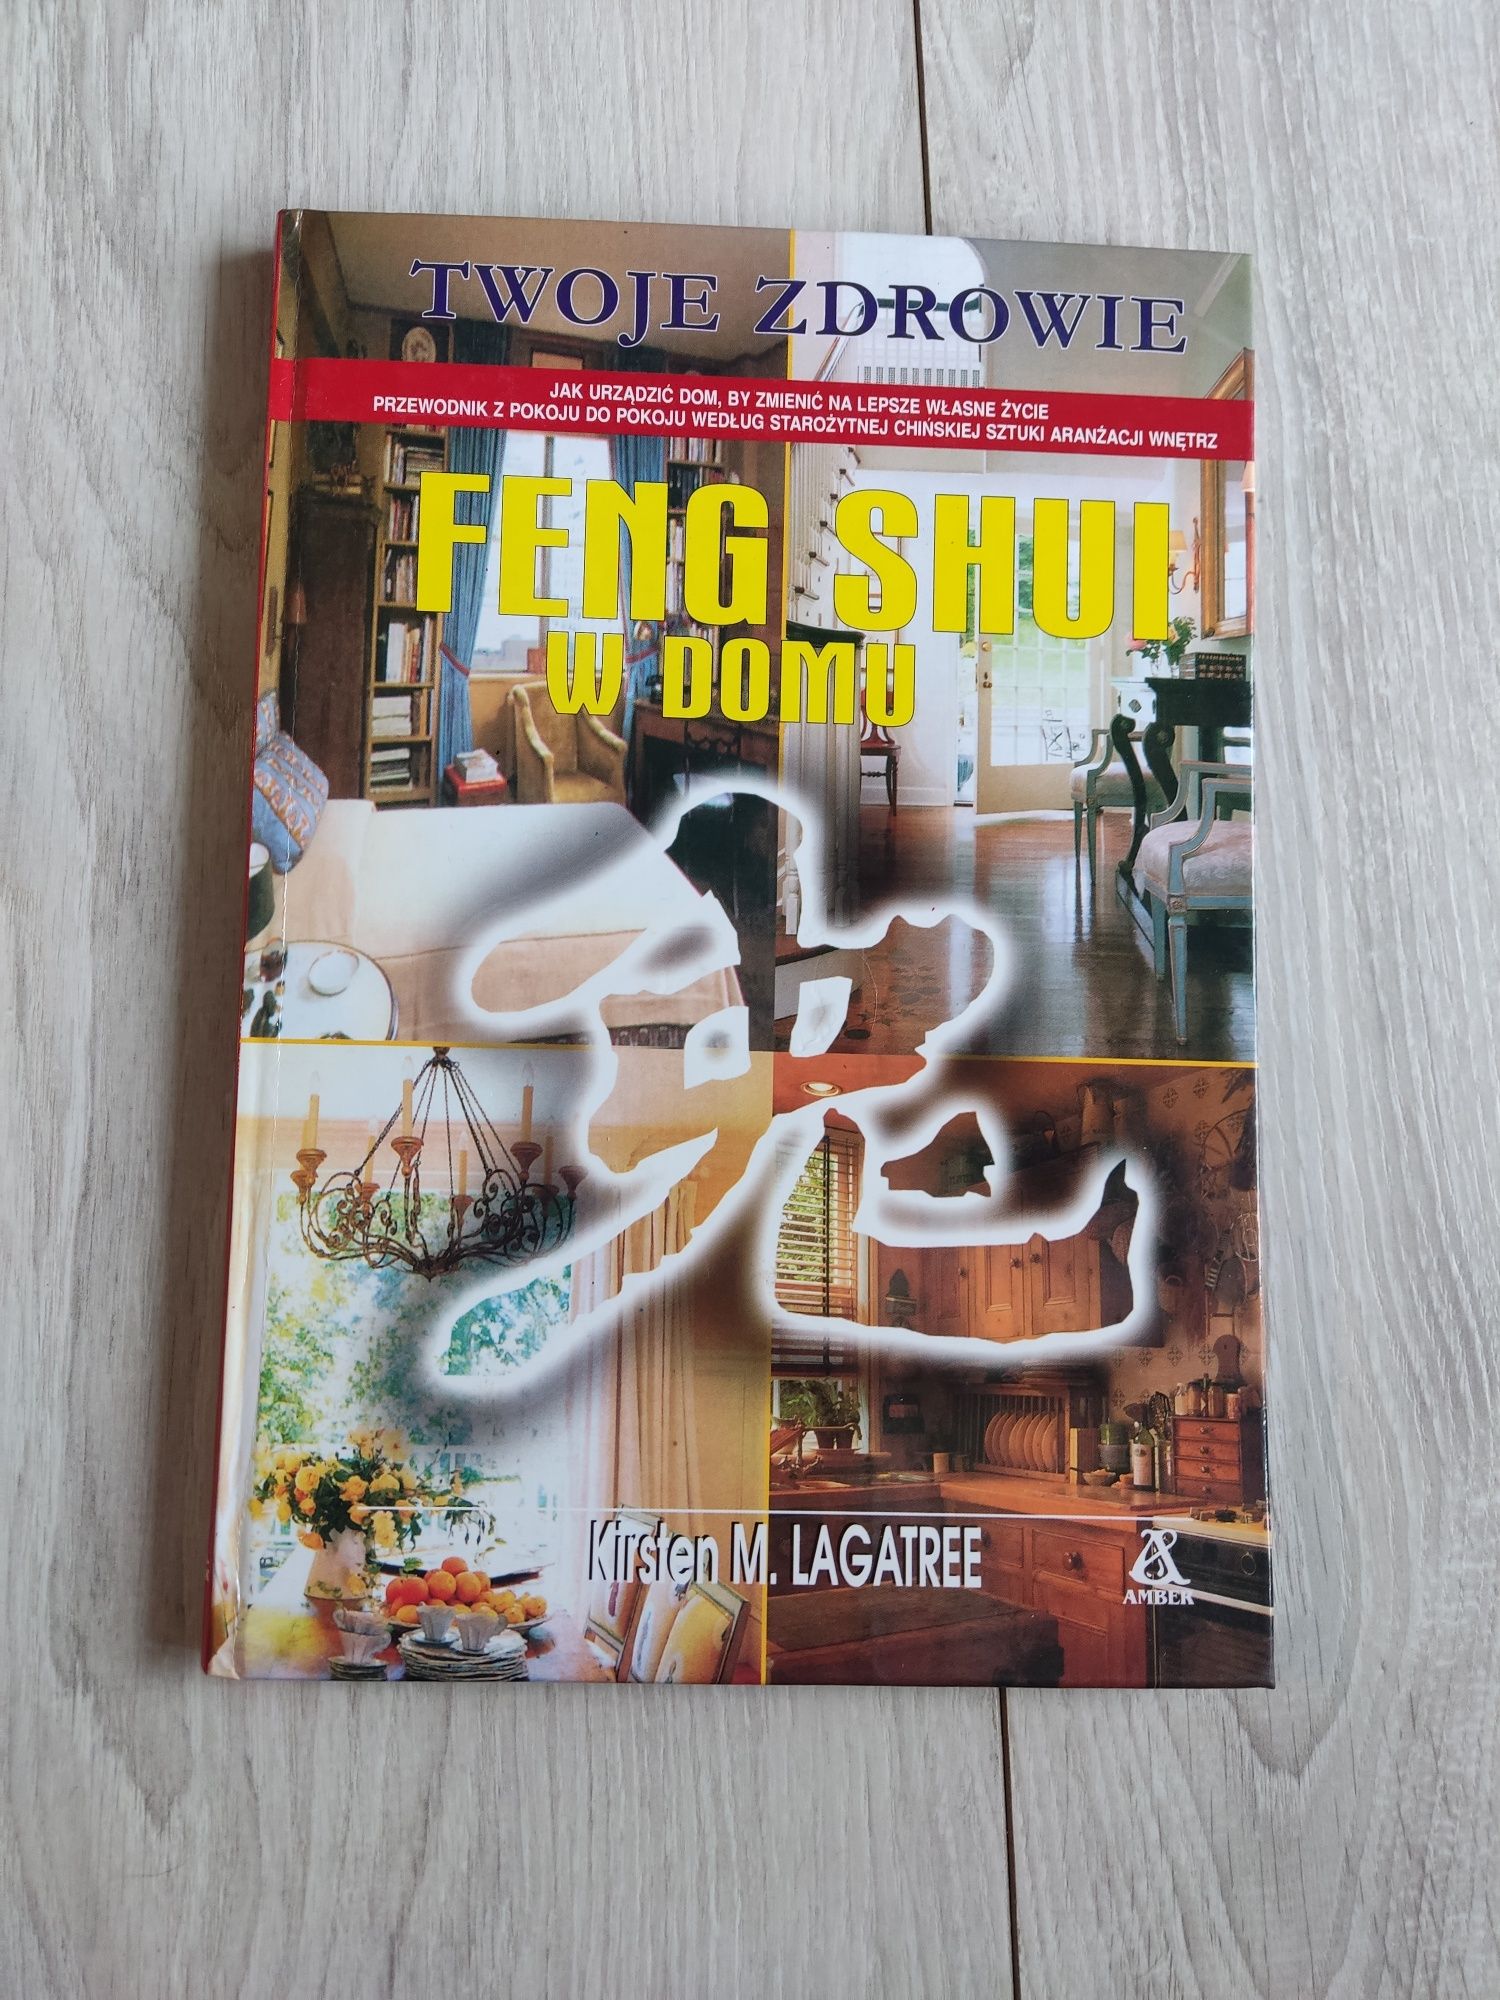 TWOJE ZDROWIE
JAK URZĄDZIĆ DOM, BY ZMIENIĆ NA LEPSZE WŁASNE ŻYCIE
PRZEWODNIK Z POKOJU DO POKOJU WEDŁUG STAROŻYTNEJ CHIŃSKIEJ SZTUKI ARANŻACJI WNĘTRZ
FENG SHUI
W DOMU
Kirsten M. LAGATREE
AMBER